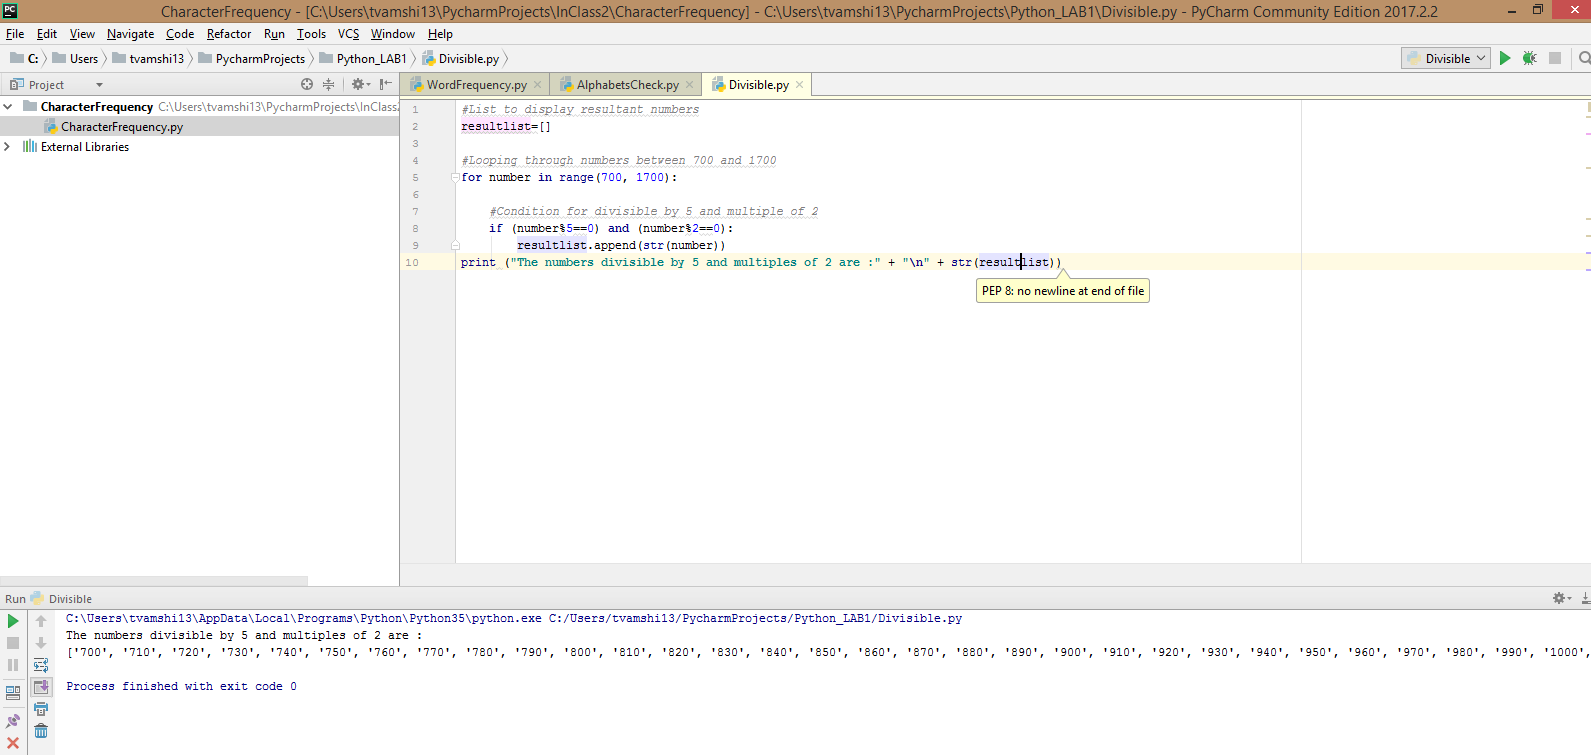 CharacterFrequency - [C:\Users\tvamshi13\PycharmProjects\InClass2\CharacterFrequency] - C:\Users\tvamshi13\PycharmProjects\Python_LAB1\Divisible.py - PyCharm Community Edition 2017.2.2
File Edit View Navigate Code Refactor Run Tools VCS Window Help
C: Users tvamshi13 PycharmProjects Python_LAB1 Divisible.py
Divisible
Project
WordFrequency.py AlphabetsCheck.py Divisible.py
CharacterFrequency C:\Users\tvamshi13\PycharmProjects\InClass2
CharacterFrequency.py
External Libraries
1 #List to display resultant numbers
2 resultlist=[]
3
4 #Looping through numbers between 700 and 1700
5 for number in range(700, 1700):
6
7 #Condition for divisible by 5 and multiple of 2
8 if (number%5==0) and (number%2==0):
9 resultlist.append(str(number))
10 print ("The numbers divisible by 5 and multiples of 2 are :" + "\n" + str(resultlist))
PEP 8: no newline at end of file
Run Divisible
C:\Users\tvamshi13\AppData\Local\Programs\Python\Python35\python.exe C:/Users/tvamshi13/PycharmProjects/Python_LAB1/Divisible.py
The numbers divisible by 5 and multiples of 2 are :
['700', '710', '720', '730', '740', '750', '760', '770', '780', '790', '800', '810', '820', '830', '840', '850', '860', '870', '880', '890', '900', '910', '920', '930', '940', '950', '960', '970', '980', '990', '1000',
Process finished with exit code 0